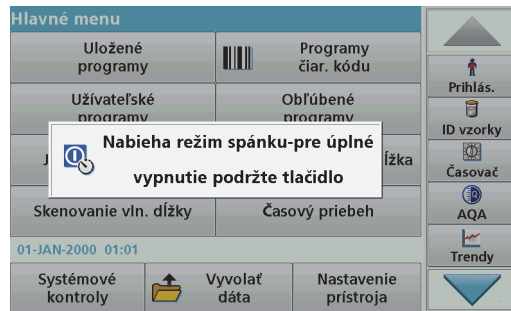 Hlavné menu
Uložené
programy
Programy
čiar. kódu
Užívateľské
programy
Obľúbené
programy
Nabieha režim spánku-pre úplné
vypnutie podržte tlačidlo
J
ĺžka
Skenovanie vln. dĺžky
Časový priebeh
01-JAN-2000 01:01
Systémové
kontroly
Vyvolať
dáta
Nastavenie
prístroja
Prihlás.
ID vzorky
Časovač
AQA
Trendy